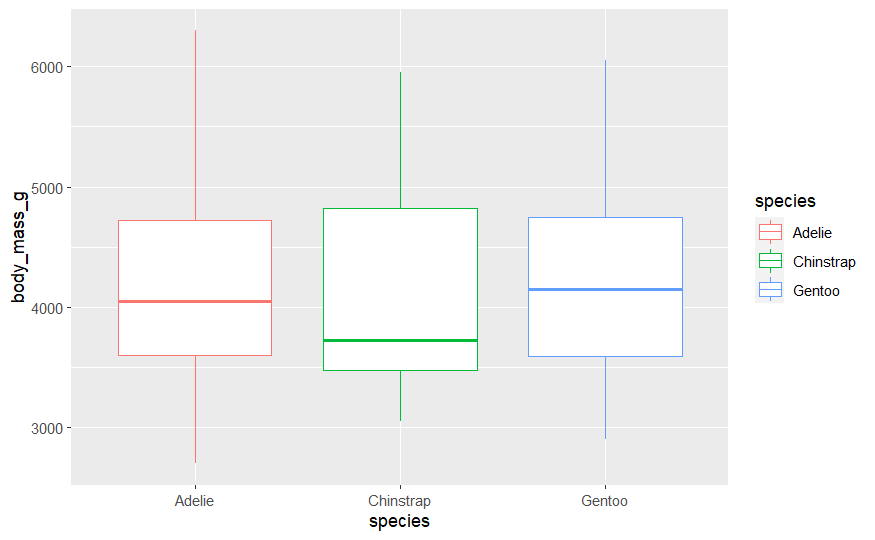 body_mass_g
6000
5000
4000
3000
Adelie
Chinstrap
Gentoo
species
species
Adelie
Chinstrap
Gentoo